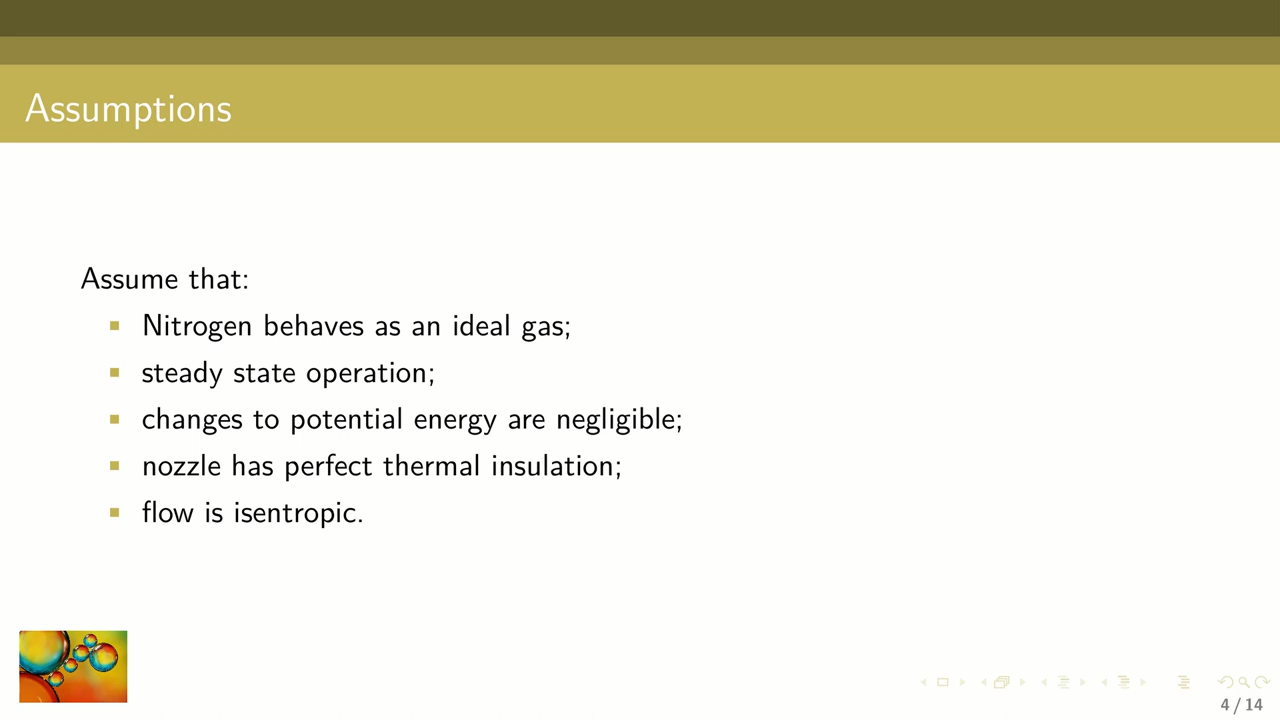 Assumptions
Assume that:
Nitrogen behaves as an ideal gas;
steady state operation;
changes to potential energy are negligible;
nozzle has perfect thermal insulation;
flow is isentropic.
4 / 14